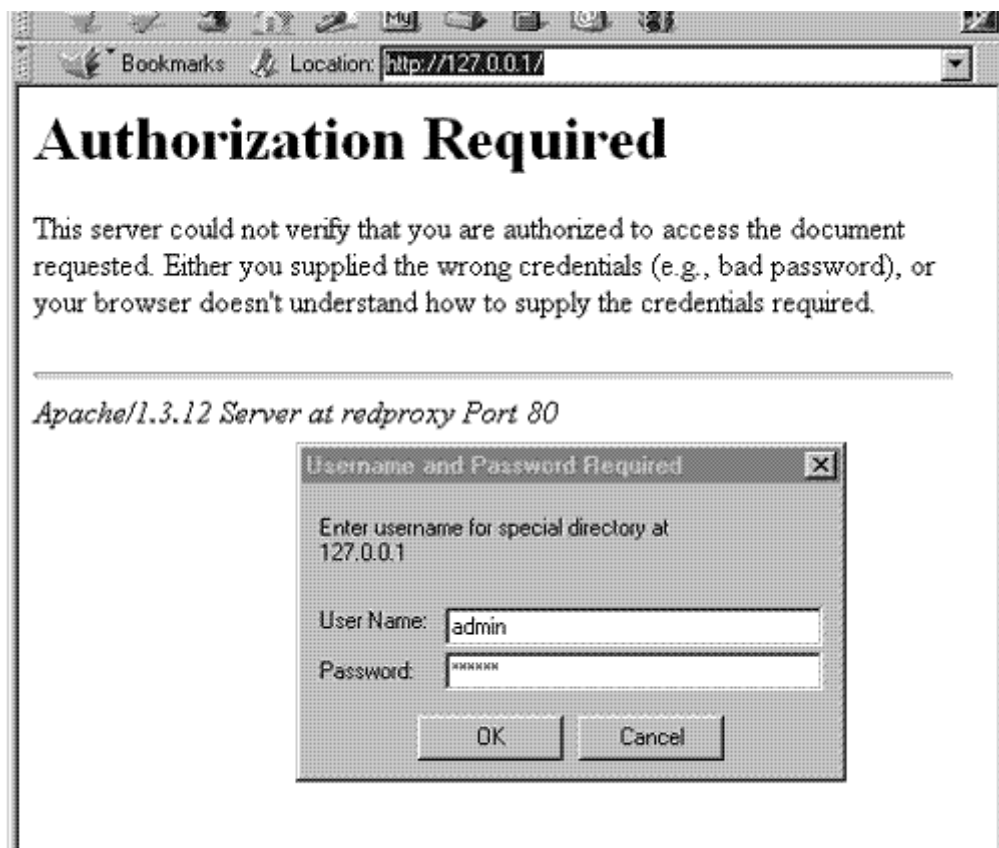 My
Bookmarks Location: http://127.0.0.1/
Authorization Required
This server could not verify that you are authorized to access the document
requested. Either you supplied the wrong credentials (e.g., bad password), or
your browser doesn't understand how to supply the credentials required.
Apache/1.3.12 Server at redproxy Port 80
Username and Password Required
Enter username for special directory at
127.0.0.1
User Name: admin
Password: ******
OK Cancel